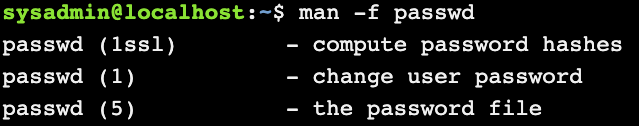 sysadmin@localhost:~$ man -f passwd
passwd (1ssl)        - compute password hashes
passwd (1)           - change user password
passwd (5)           - the password file